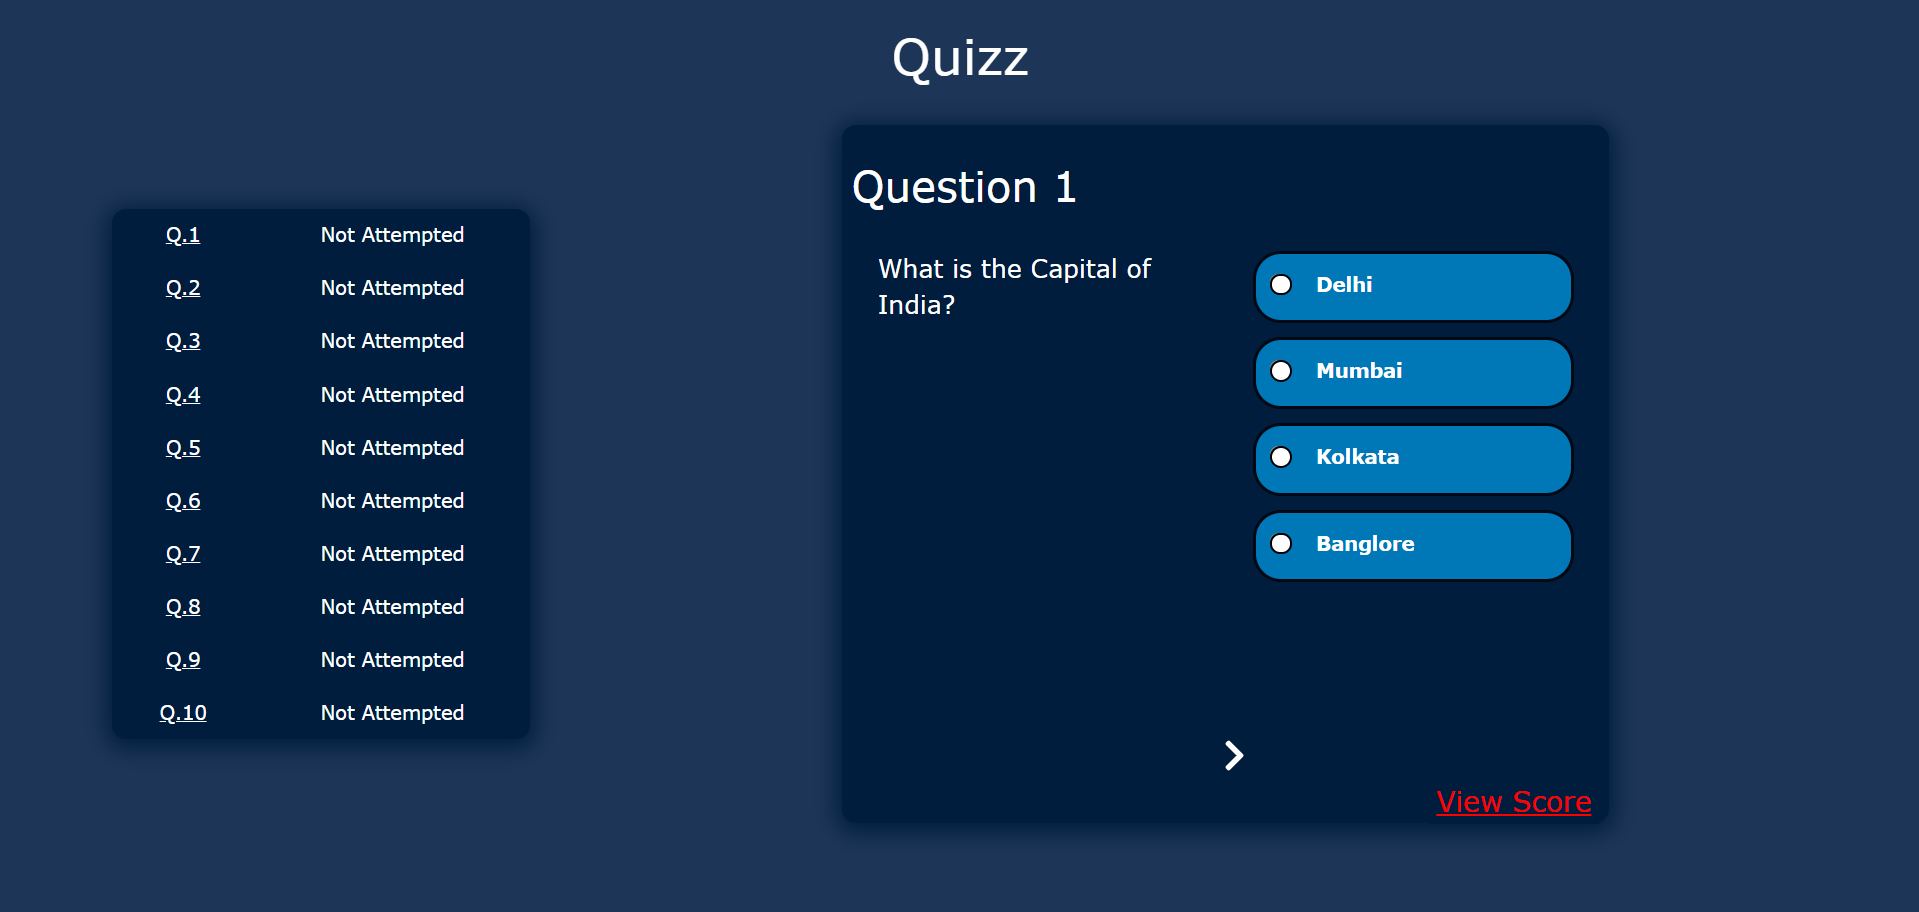 Quizz
Q.1 Not Attempted
Q.2 Not Attempted
Q.3 Not Attempted
Q.4 Not Attempted
Q.5 Not Attempted
Q.6 Not Attempted
Q.7 Not Attempted
Q.8 Not Attempted
Q.9 Not Attempted
Q.10 Not Attempted
Question 1
What is the Capital of
India?
Delhi
Mumbai
Kolkata
Banglore
View Score